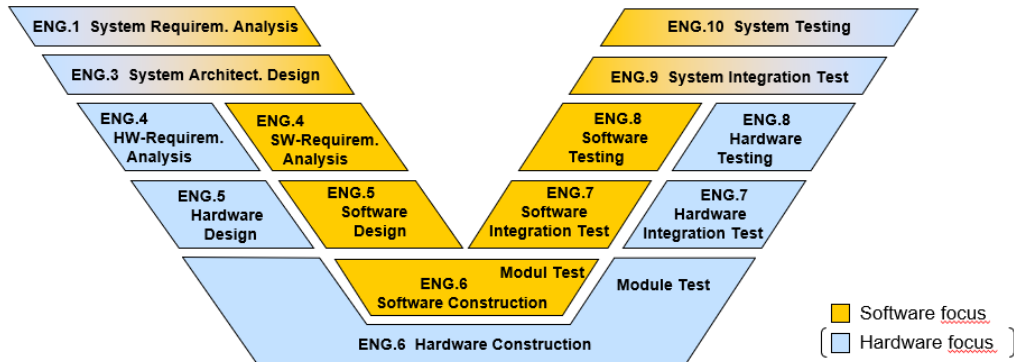 ENG.1 System Requirem. Analysis
ENG.10 System Testing
ENG.3 System Architect. Design
ENG.9 System Integration Test
ENG.4
HW-Requirem.
Analysis
ENG.4
SW-Requirem.
Analysis
ENG.8
Software
Testing
ENG.8
Hardware
Testing
ENG.5
Hardware
Design
ENG.5
Software
Design
ENG.7
Software
Integration Test
ENG.7
Hardware
Integration Test
Modul Test
ENG.6
Software Construction
Module Test
ENG.6 Hardware Construction
Software focus
Hardware focus